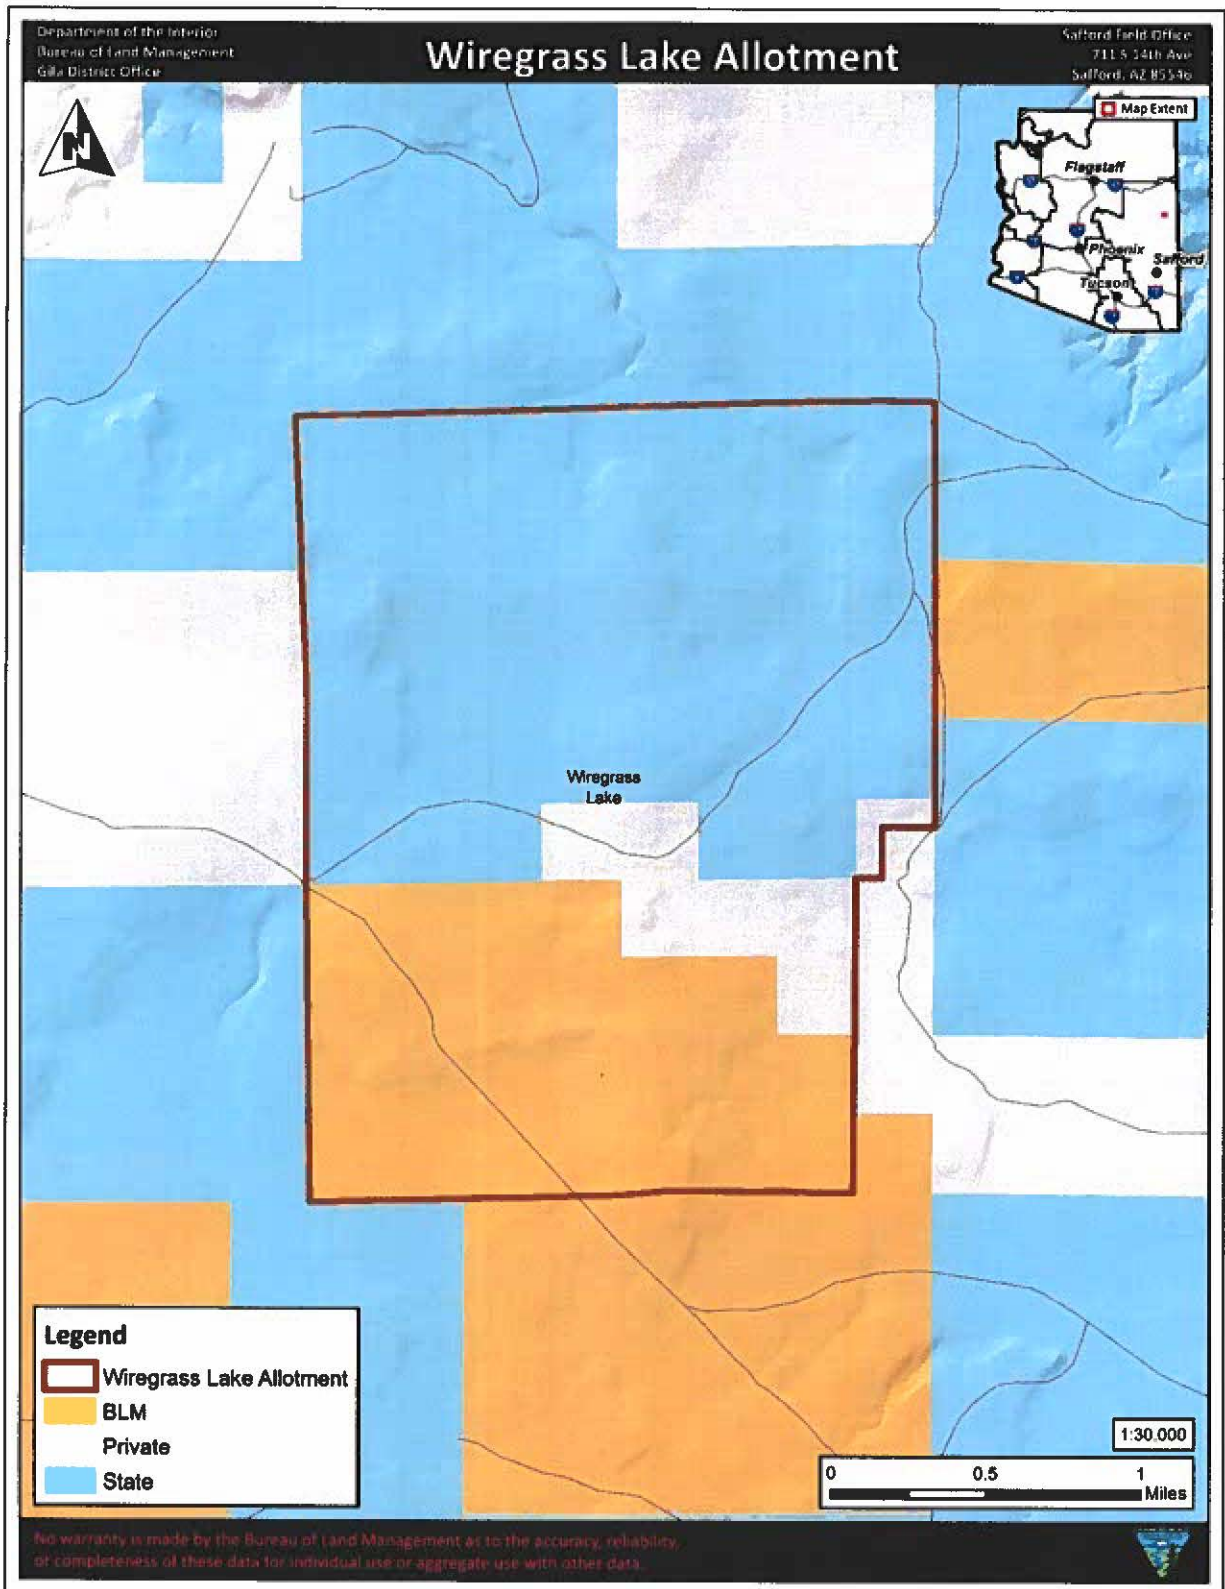 Department of the Interior
Bureau of Land Management
Gila District Office
Wiregrass Lake Allotment
Safford Field Office
711 S 14th Ave
Safford, AZ 85546
N
Map Extent
Flagstaff
Phoenix
Safford
Tucson
Wiregrass
Lake
Legend
Wiregrass Lake Allotment
BLM
Private
State
1:30,000
0 0.5 1
Miles
No warranty is made by the Bureau of Land Management as to the accuracy, reliability,
or completeness of these data for individual use or aggregate use with other data.